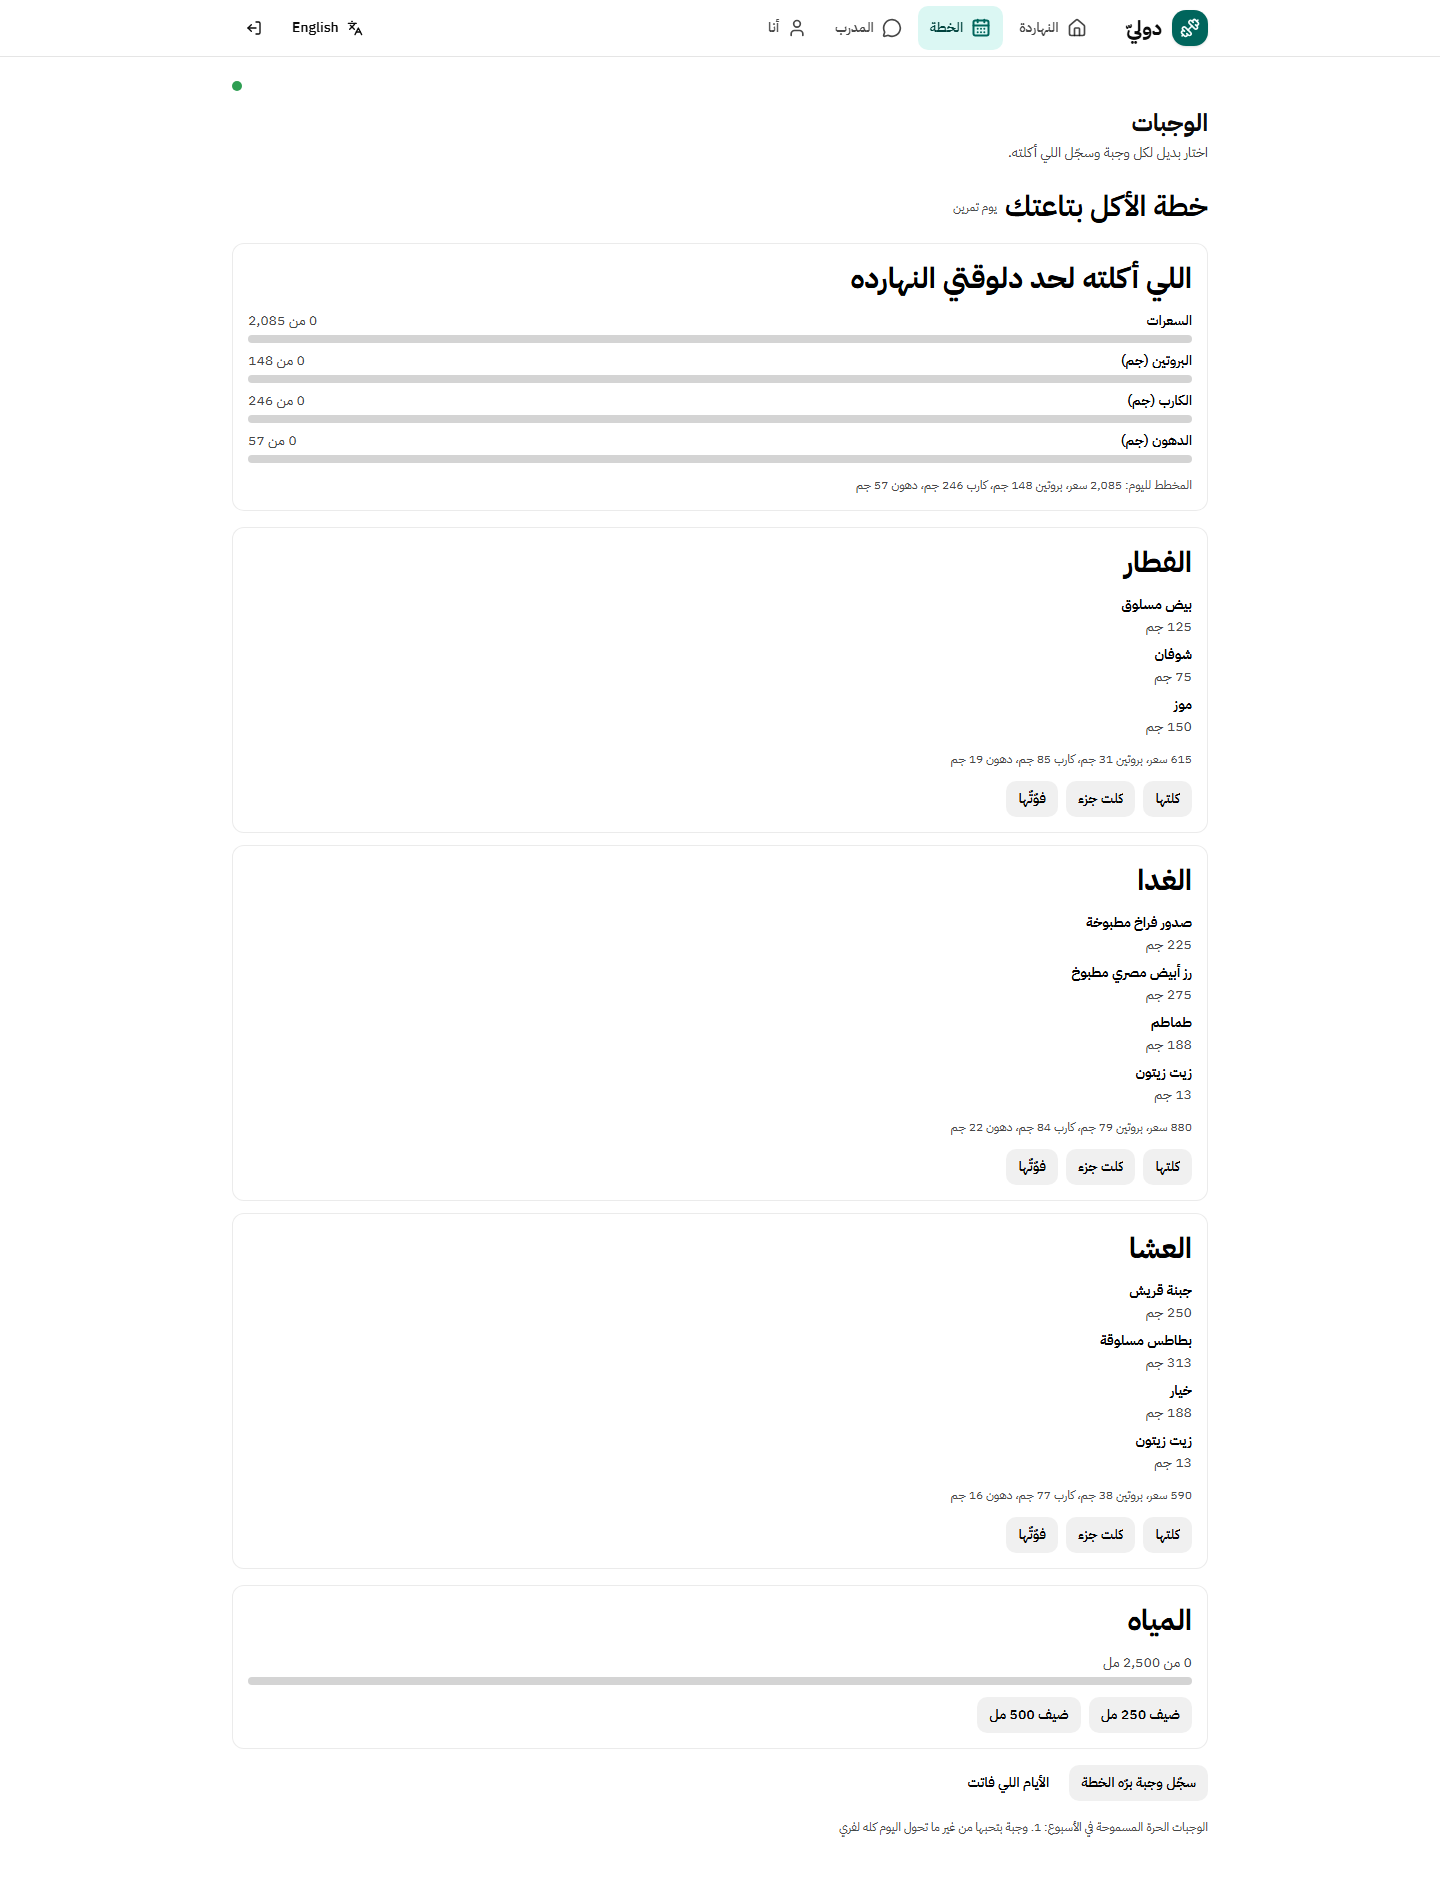 دوليّ
النهاردة
الخطة
المدرب
أنا
English
الوجبات
اختار بديل لكل وجبة وسجّل اللي أكلته.
خطة الأكل بتاعتك يوم تمرين
اللي أكلته لحد دلوقتي النهارده
السعرات 0 من 2,085
البروتين (جم) 0 من 148
الكارب (جم) 0 من 246
الدهون (جم) 0 من 57
المخطط لليوم: 2,085 سعر، بروتين 148 جم، كارب 246 جم، دهون 57 جم
الفطار
بيض مسلوق
125 جم
شوفان
75 جم
موز
150 جم
615 سعر، بروتين 31 جم، كارب 85 جم، دهون 19 جم
كلتها
كلت جزء
فوّتّها
الغدا
صدور فراخ مطبوخة
225 جم
رز أبيض مصري مطبوخ
275 جم
طماطم
188 جم
زيت زيتون
13 جم
880 سعر، بروتين 79 جم، كارب 84 جم، دهون 22 جم
كلتها
كلت جزء
فوّتّها
العشا
جبنة قريش
250 جم
بطاطس مسلوقة
313 جم
خيار
188 جم
زيت زيتون
13 جم
590 سعر، بروتين 38 جم، كارب 77 جم، دهون 16 جم
كلتها
كلت جزء
فوّتّها
المياه
0 من 2,500 مل
ضيف 250 مل
ضيف 500 مل
سجّل وجبة برّه الخطة
الأيام اللي فاتت
الوجبات الحرة المسموحة في الأسبوع: 1. وجبة بتحبها من غير ما تحول اليوم كله لفري